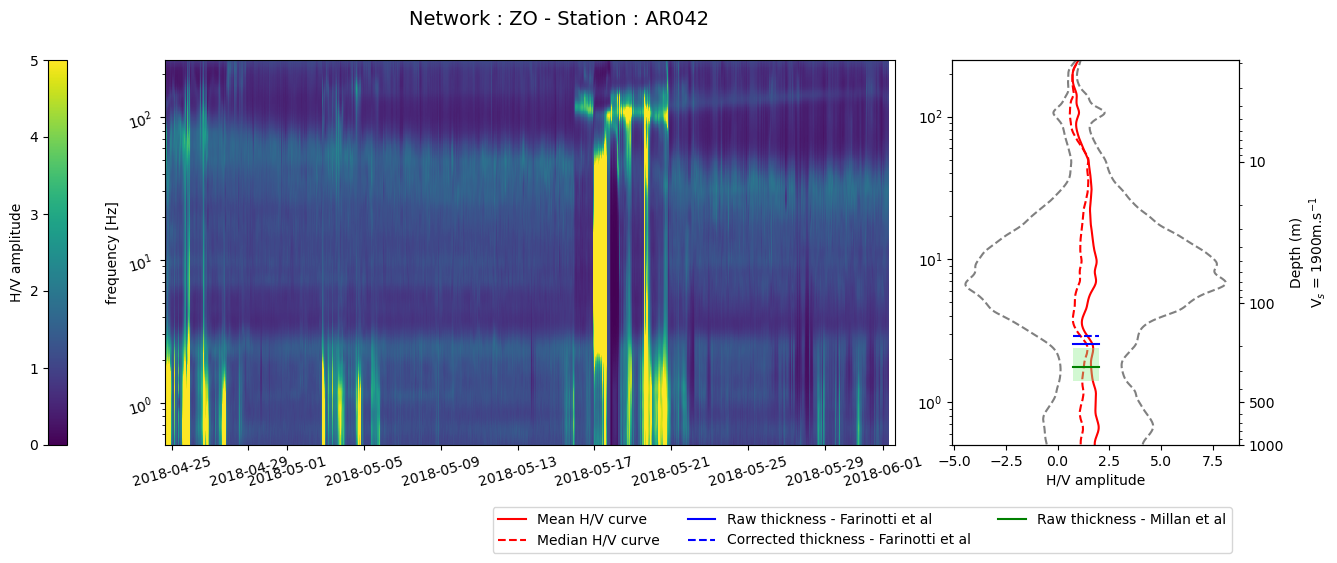 Network : ZO - Station : AR042
5
4
3
2
1
0
H/V amplitude
10²
10¹
10⁰
frequency [Hz]
2018-04-25
2018-04-29
2018-05-01
2018-05-05
2018-05-09
2018-05-13
2018-05-17
2018-05-21
2018-05-25
2018-05-29
2018-06-01
10²
10¹
10⁰
−5.0 −2.5 0.0 2.5 5.0 7.5
H/V amplitude
10
100
500
1000
Depth (m)
Vₛ = 1900m.s⁻¹
Mean H/V curve
Median H/V curve
Raw thickness - Farinotti et al
Corrected thickness - Farinotti et al
Raw thickness - Millan et al